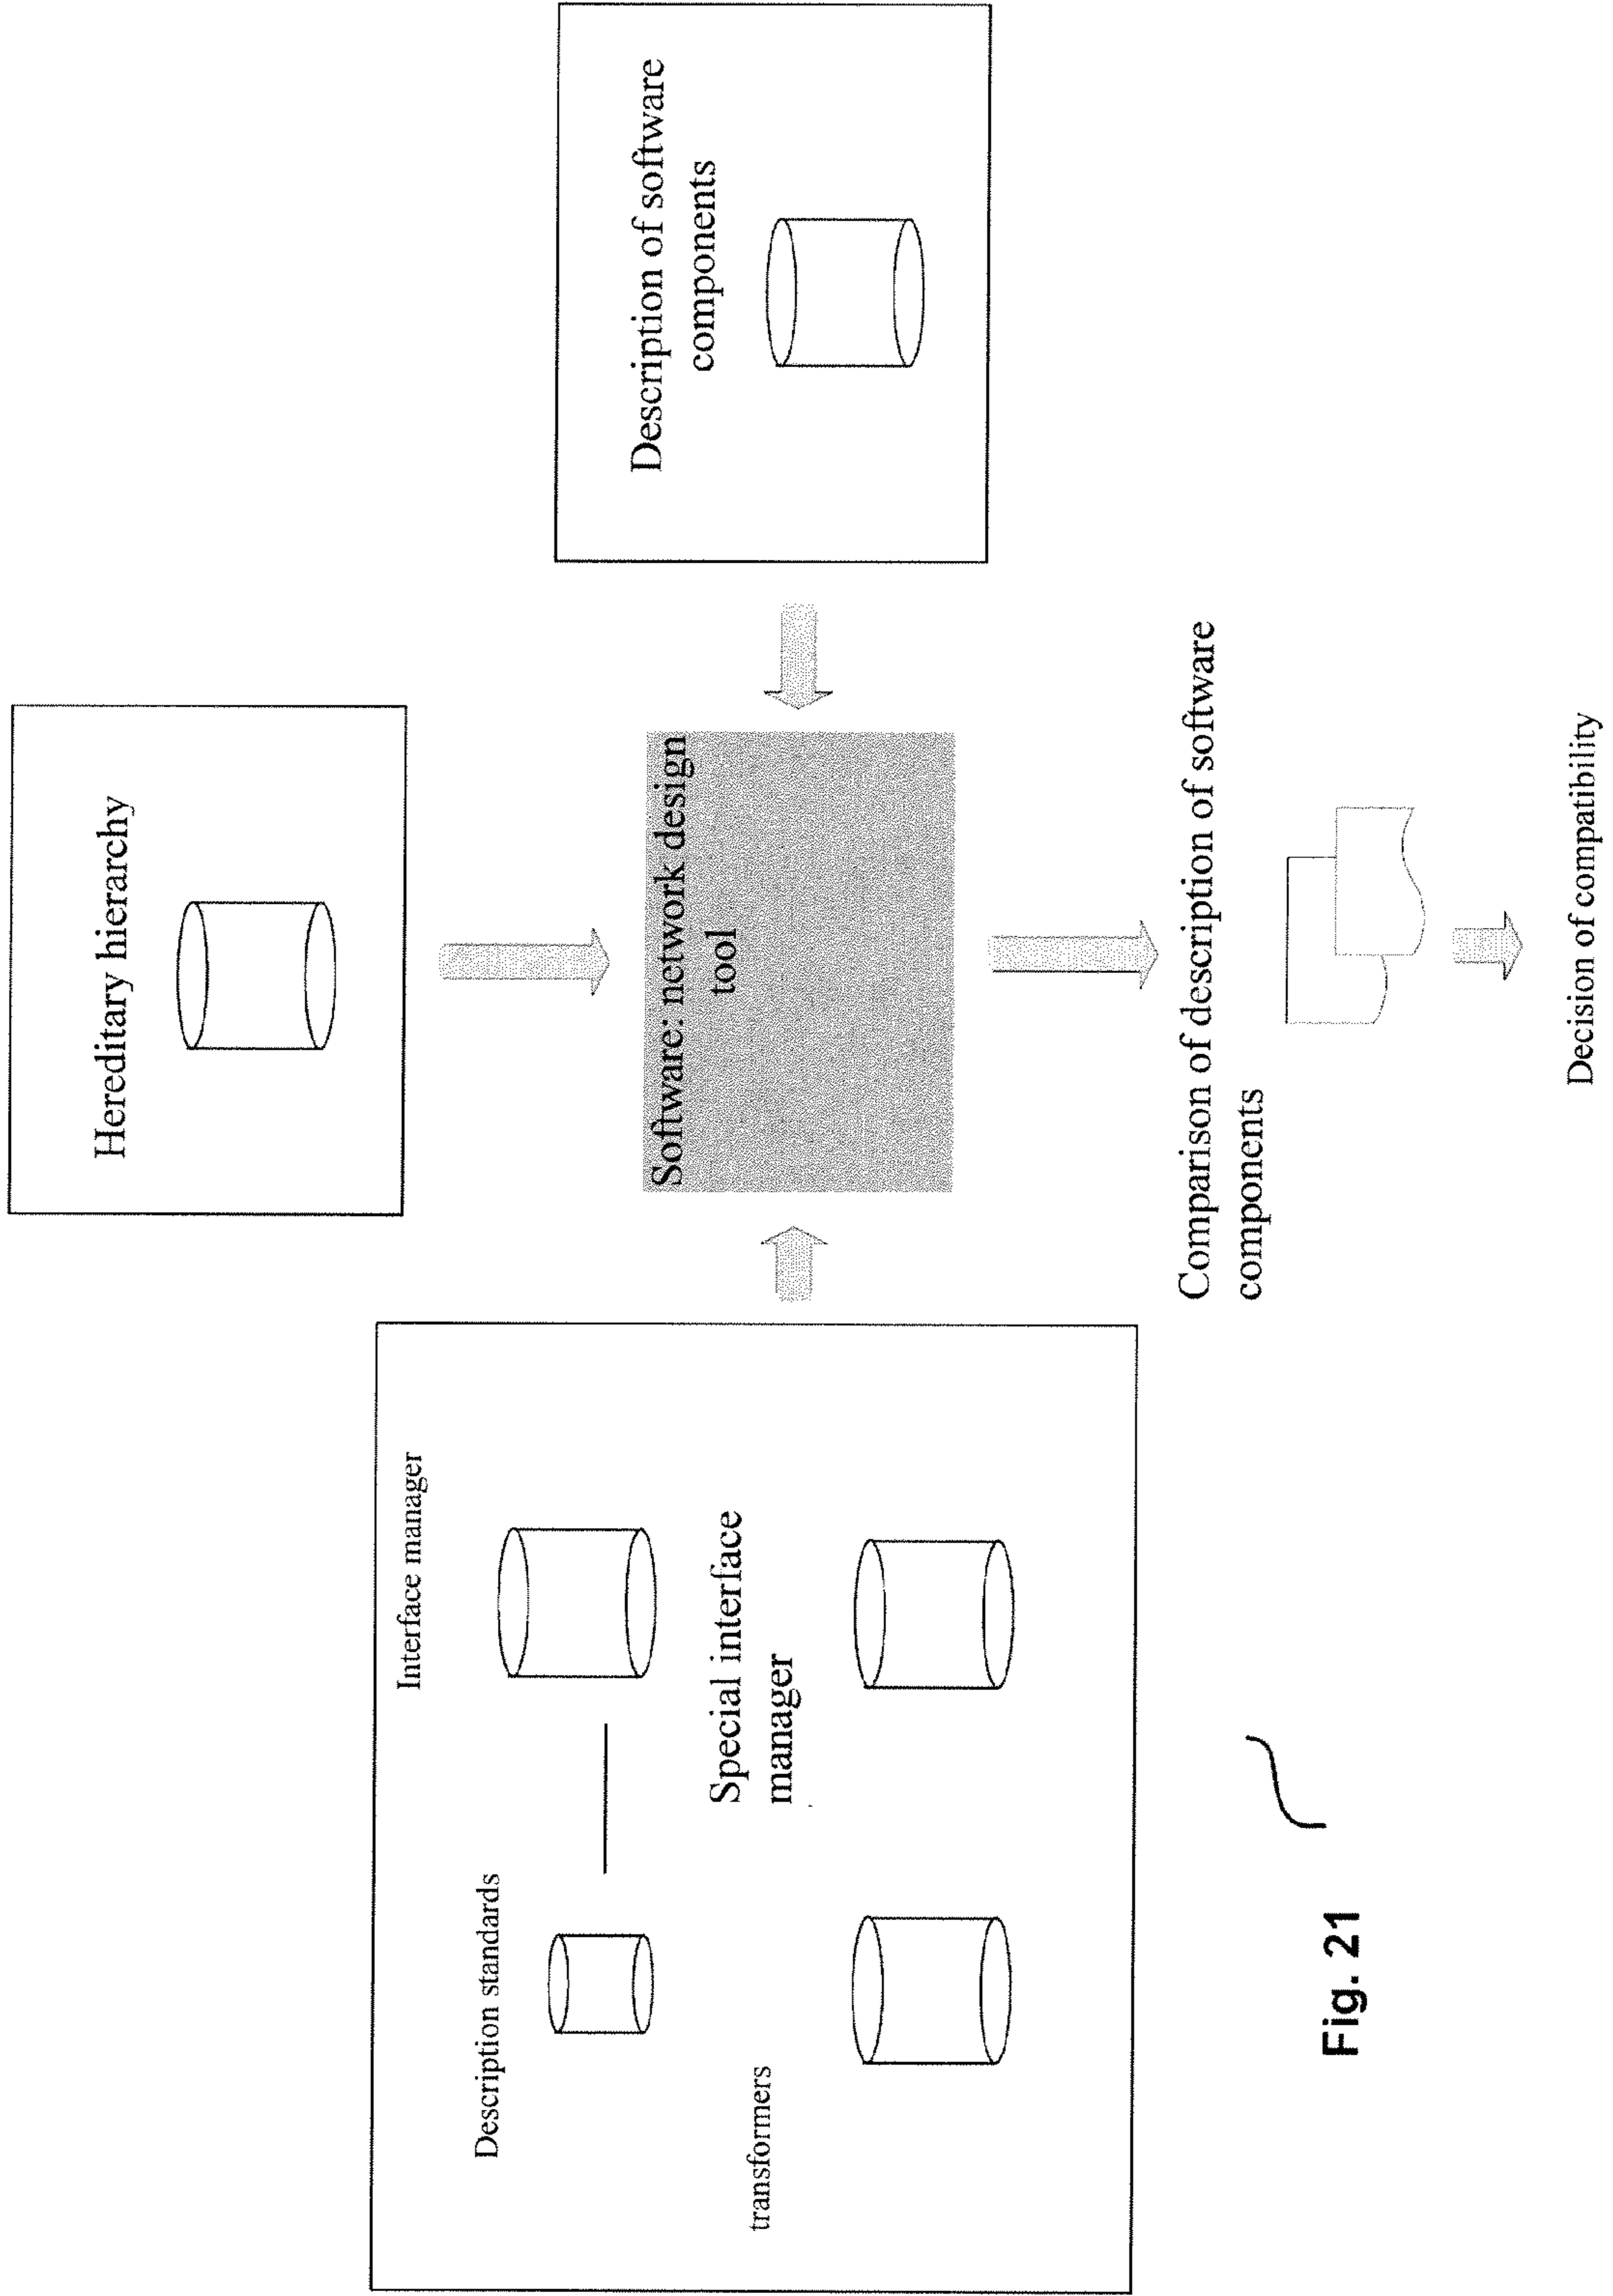 Hereditary hierarchy
Interface manager
Description standards
Special interface
manager
transformers
Software: network design
tool
Description of software
components
Comparison of description of software
components
Decision of compatibility
Fig. 21